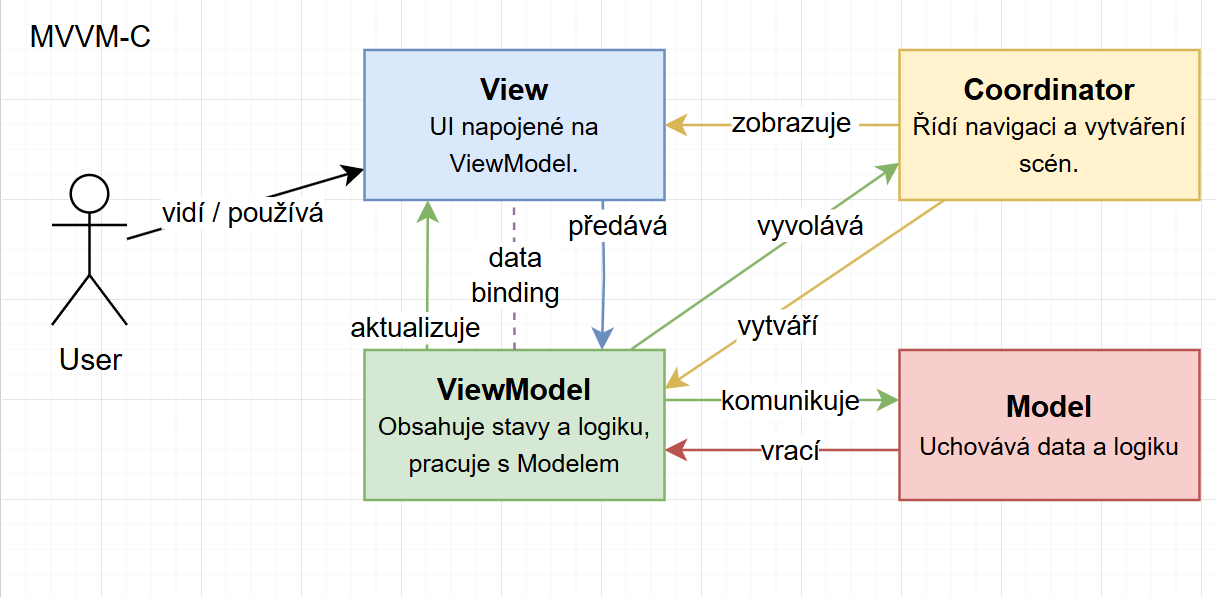 MVVM-C
View
UI napojené na
ViewModel.
Coordinator
Řídí navigaci a vytváření
scén.
zobrazuje
vidí / používá
předává
vyvolává
data
binding
aktualizuje
vytváří
User
ViewModel
Obsahuje stavy a logiku,
pracuje s Modelem
komunikuje
vrací
Model
Uchovává data a logiku